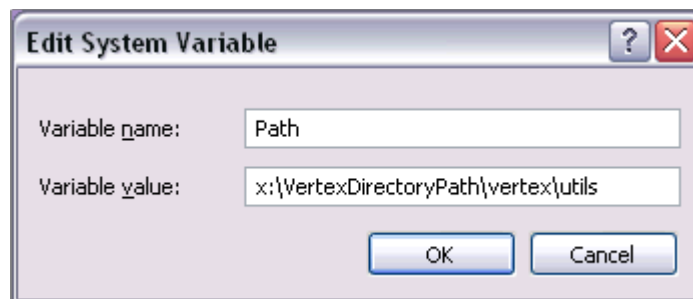 Edit System Variable
?
Variable name: Path
Variable value: x:\VertexDirectoryPath\vertex\utils
OK Cancel